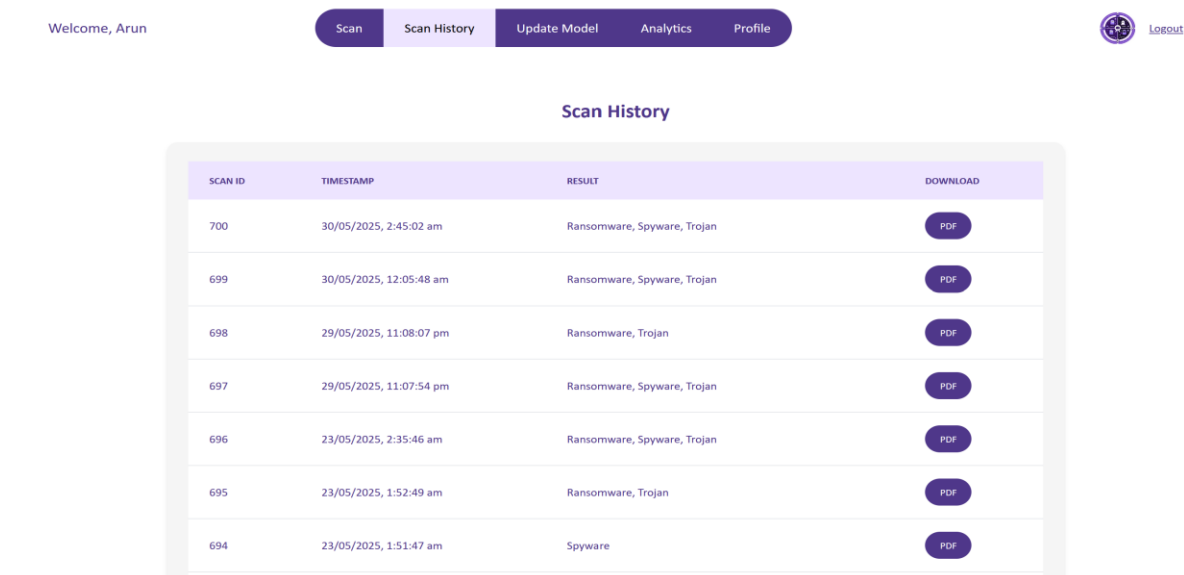 Welcome, Arun
Scan Scan History Update Model Analytics Profile
Logout
Scan History
SCAN ID TIMESTAMP RESULT DOWNLOAD
700 30/05/2025, 2:45:02 am Ransomware, Spyware, Trojan PDF
699 30/05/2025, 12:05:48 am Ransomware, Spyware, Trojan PDF
698 29/05/2025, 11:08:07 pm Ransomware, Trojan PDF
697 29/05/2025, 11:07:54 pm Ransomware, Spyware, Trojan PDF
696 23/05/2025, 2:35:46 am Ransomware, Spyware, Trojan PDF
695 23/05/2025, 1:52:49 am Ransomware, Trojan PDF
694 23/05/2025, 1:51:47 am Spyware PDF